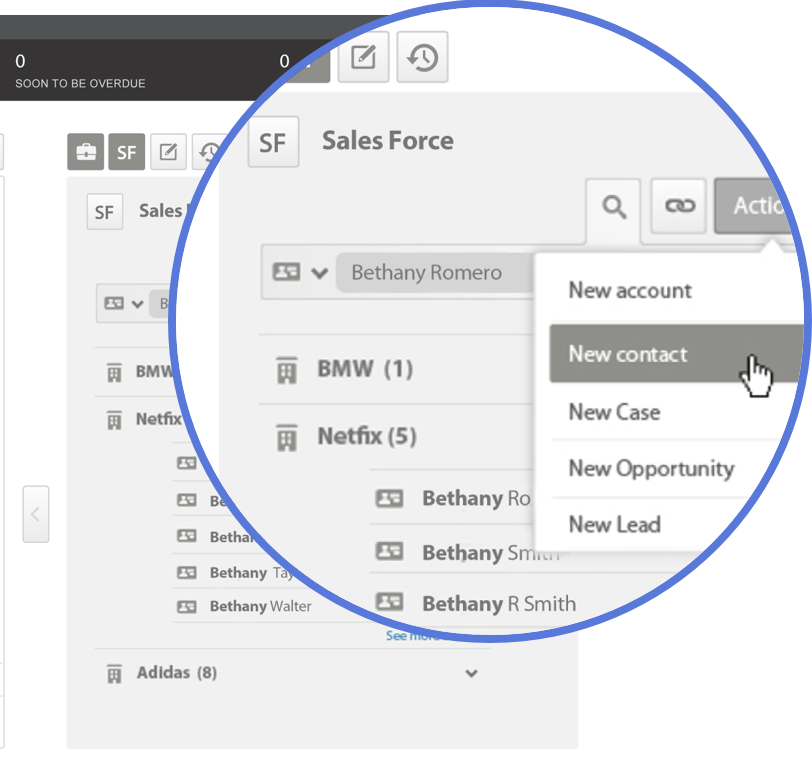 0
0
SOON TO BE OVERDUE
SF
SF
Sales Force
SF
Sales
Actio
Bethany Romero
B
New account
BMW (1)
BMW
New contact
New Case
Netfix (5)
Netfix
New Opportunity
Bethany Ro
Be
New Lead
Bethan
Bethany Smith
Bethany Tay
Bethany R Smith
Bethany Walter
See more
Adidas (8)